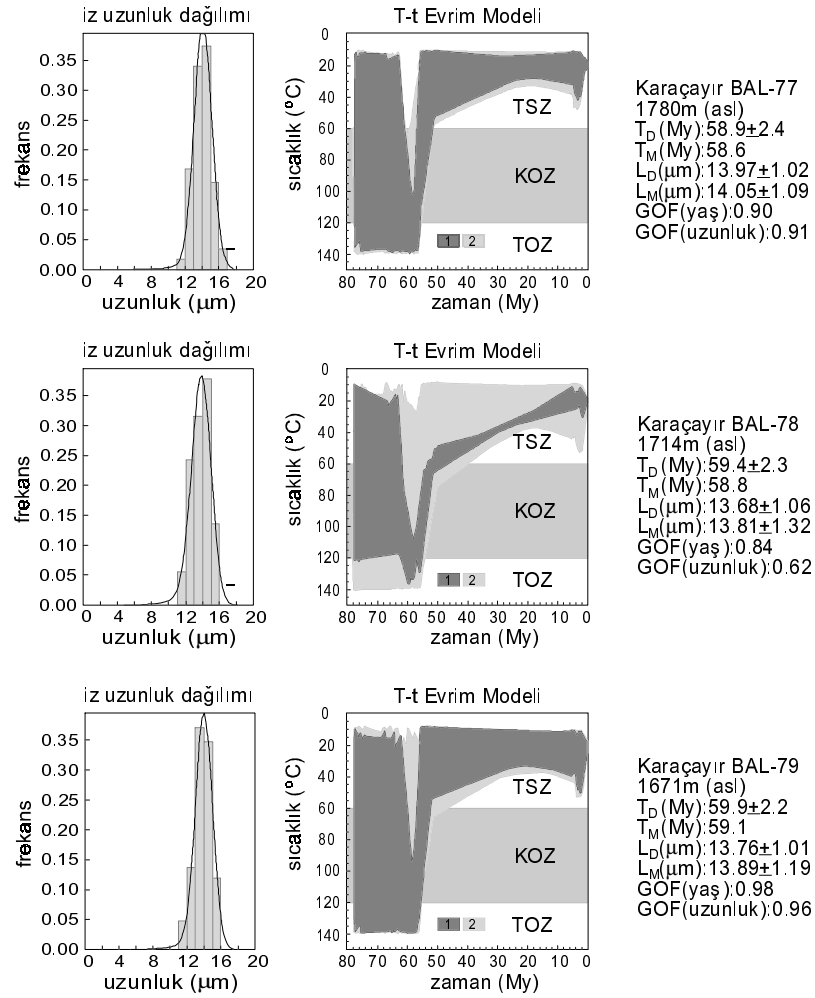 iz uzunluk dağılımı
frekans
0.35
0.30
0.25
0.20
0.15
0.10
0.05
0.00
0 4 8 12 16 20
uzunluk (µm)
T-t Evrim Modeli
sıcaklık (°C)
0
20
40
60
80
100
120
140
TSZ
KOZ
TOZ
1 2
80 70 60 50 40 30 20 10 0
zaman (My)
Karaçayır BAL-77
1780m (asl)
TD(My):58.9±2.4
TM(My):58.6
LD(µm):13.97±1.02
LM(µm):14.05±1.09
GOF(yaş):0.90
GOF(uzunluk):0.91
iz uzunluk dağılımı
frekans
0.35
0.30
0.25
0.20
0.15
0.10
0.05
0.00
0 4 8 12 16 20
uzunluk (µm)
T-t Evrim Modeli
sıcaklık (°C)
0
20
40
60
80
100
120
140
TSZ
KOZ
TOZ
1 2
80 70 60 50 40 30 20 10 0
zaman (My)
Karaçayır BAL-78
1714m (asl)
TD(My):59.4±2.3
TM(My):58.8
LD(µm):13.68±1.06
LM(µm):13.81±1.32
GOF(yaş):0.84
GOF(uzunluk):0.62
iz uzunluk dağılımı
frekans
0.35
0.30
0.25
0.20
0.15
0.10
0.05
0.00
0 4 8 12 16 20
uzunluk (µm)
T-t Evrim Modeli
sıcaklık (°C)
0
20
40
60
80
100
120
140
TSZ
KOZ
TOZ
1 2
80 70 60 50 40 30 20 10 0
zaman (My)
Karaçayır BAL-79
1671m (asl)
TD(My):59.9±2.2
TM(My):59.1
LD(µm):13.76±1.01
LM(µm):13.89±1.19
GOF(yaş):0.98
GOF(uzunluk):0.96